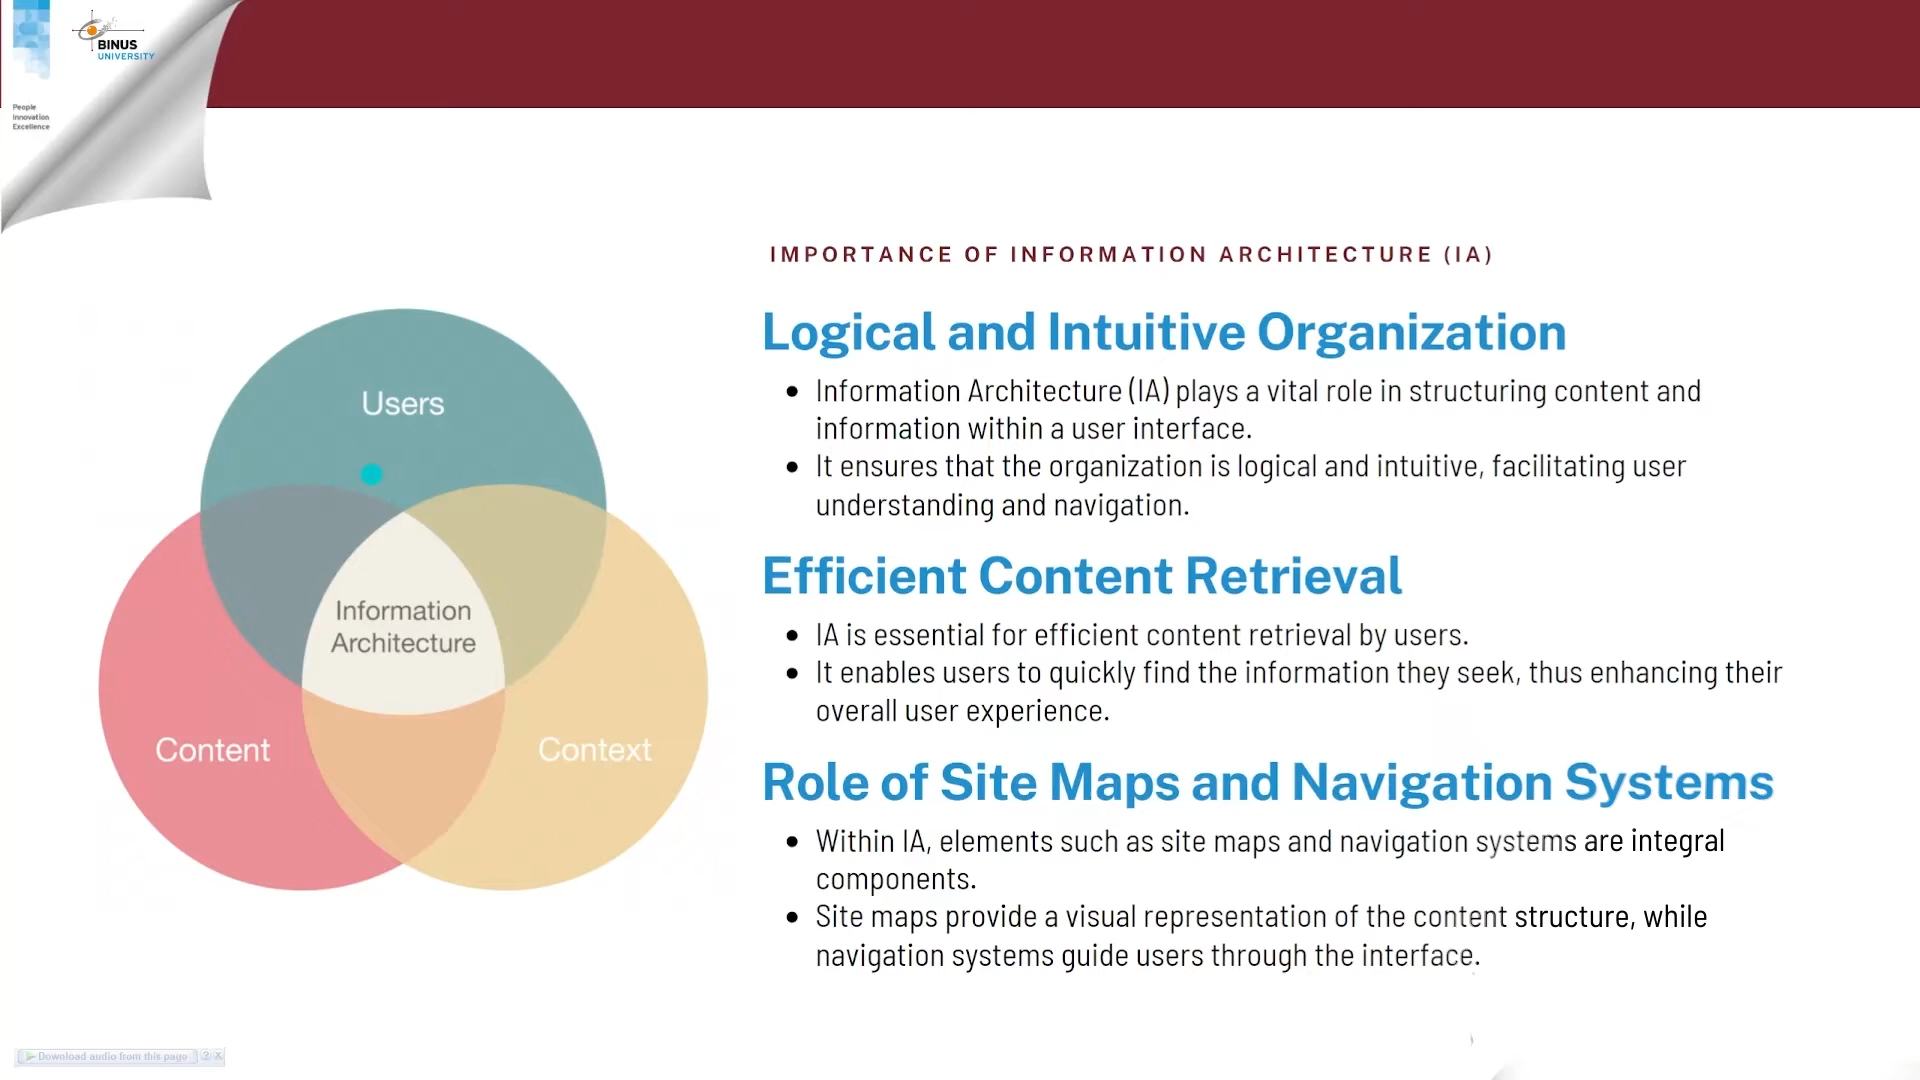 BINUS
UNIVERSITY
People
Innovation
Excellence
IMPORTANCE OF INFORMATION ARCHITECTURE (IA)
Users
Information
Architecture
Content
Context
Logical and Intuitive Organization
• Information Architecture (IA) plays a vital role in structuring content and
information within a user interface.
• It ensures that the organization is logical and intuitive, facilitating user
understanding and navigation.
Efficient Content Retrieval
• IA is essential for efficient content retrieval by users.
• It enables users to quickly find the information they seek, thus enhancing their
overall user experience.
Role of Site Maps and Navigation Systems
• Within IA, elements such as site maps and navigation systems are integral
components.
• Site maps provide a visual representation of the content structure, while
navigation systems guide users through the interface.
Download audio from this page ? X